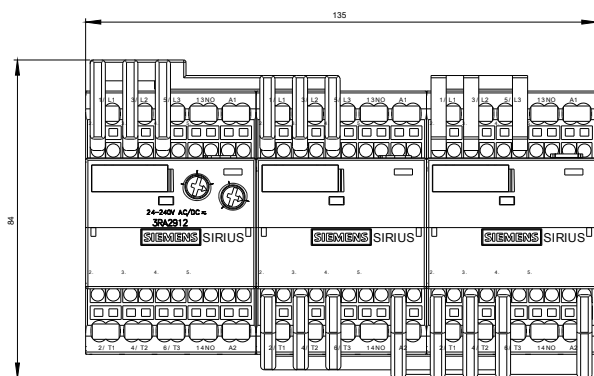 135
84
1/ L1 3/ L2 5/ L3 13NO A1
1/ L1 3/ L2 5/ L3 13NO A1
1/ L1 3/ L2 5/ L3 13NO A1
24-240V AC/DC ≂
3RA2912
SIEMENS SIRIUS
SIEMENS SIRIUS
SIEMENS SIRIUS
2. 3. 4. 5.
2. 3. 4. 5.
2. 3. 4. 5.
2/ T1 4/ T2 6/ T3 14NO A2
2/ T1 4/ T2 6/ T3 14NO A2
2/ T1 4/ T2 6/ T3 14NO A2